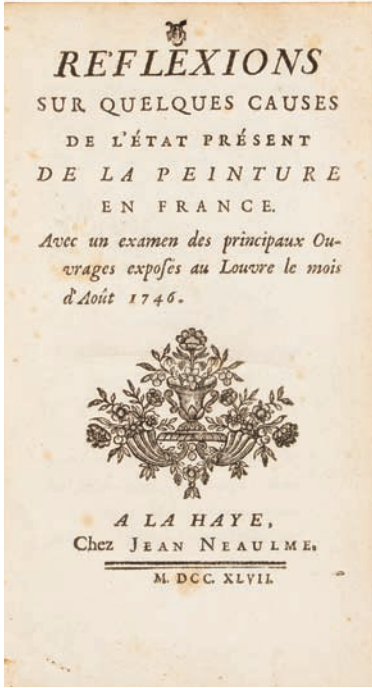 REFLEXIONS
SUR QUELQUES CAUSES
DE L'ÉTAT PRÉSENT
DE LA PEINTURE
EN FRANCE.
Avec un examen des principaux Ou-
vrages exposés au Louvre le mois
d'Août 1746.
A LA HAYE,
Chez JEAN NEAULME.
M. DCC. XLVII.